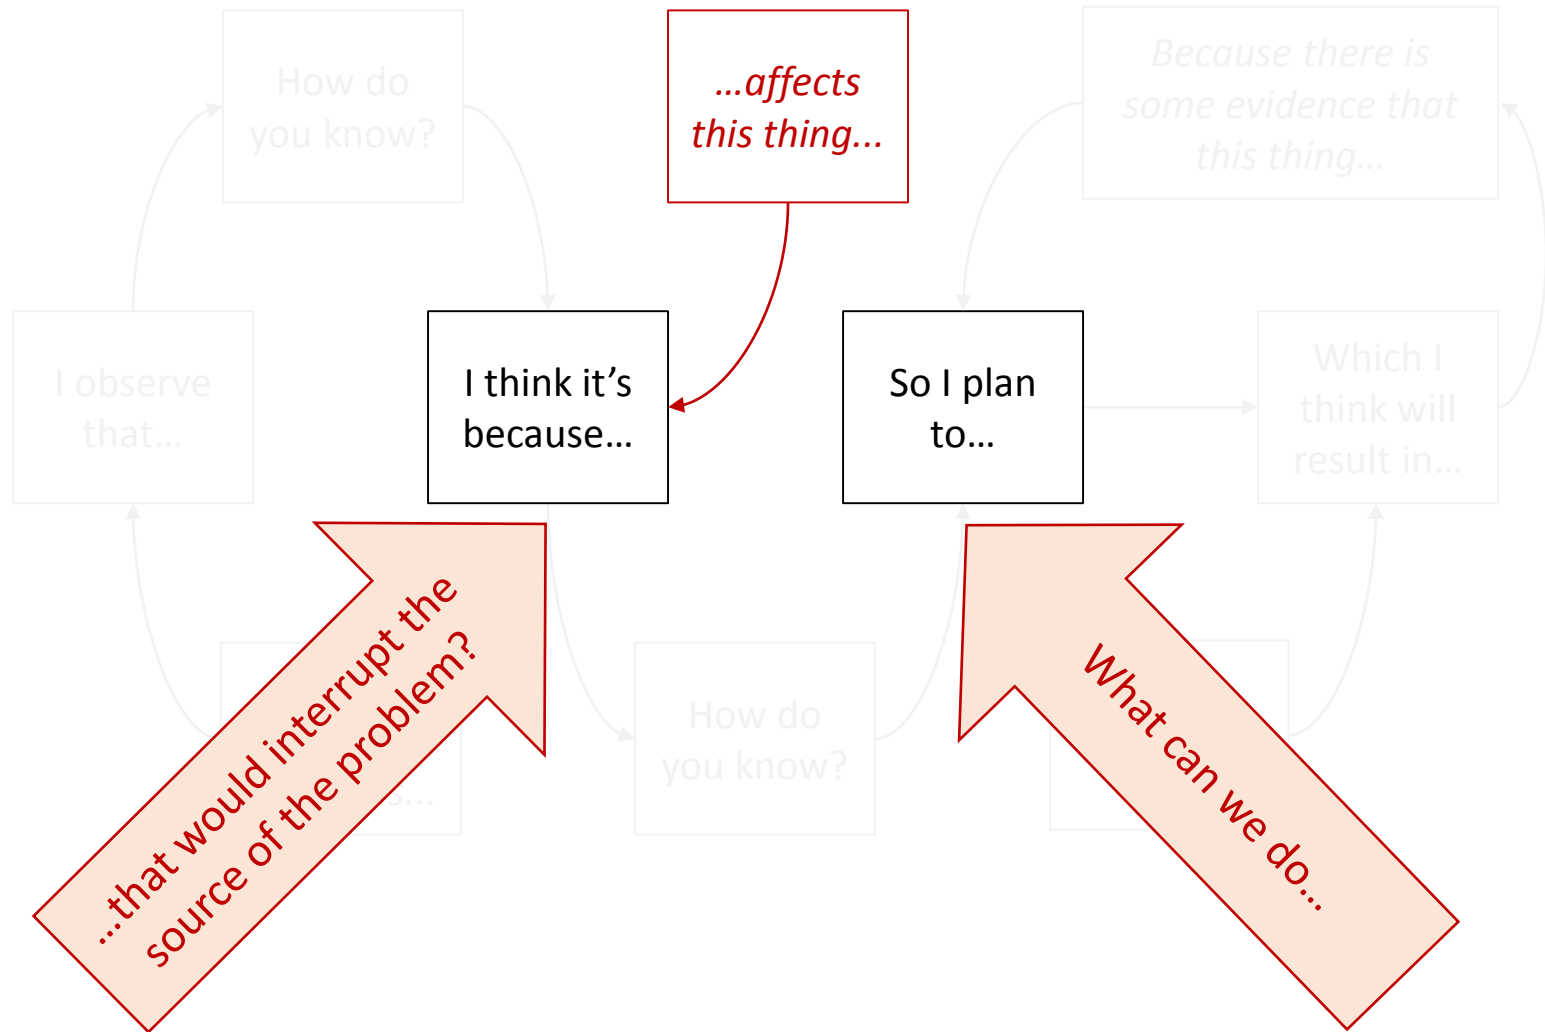 How do
you know?
…affects
this thing…
Because there is
some evidence that
this thing…
I observe
that…
I think it’s
because…
So I plan
to…
Which I
think will
result in…
…that would interrupt the
source of the problem?
How do
you know?
What can we do…